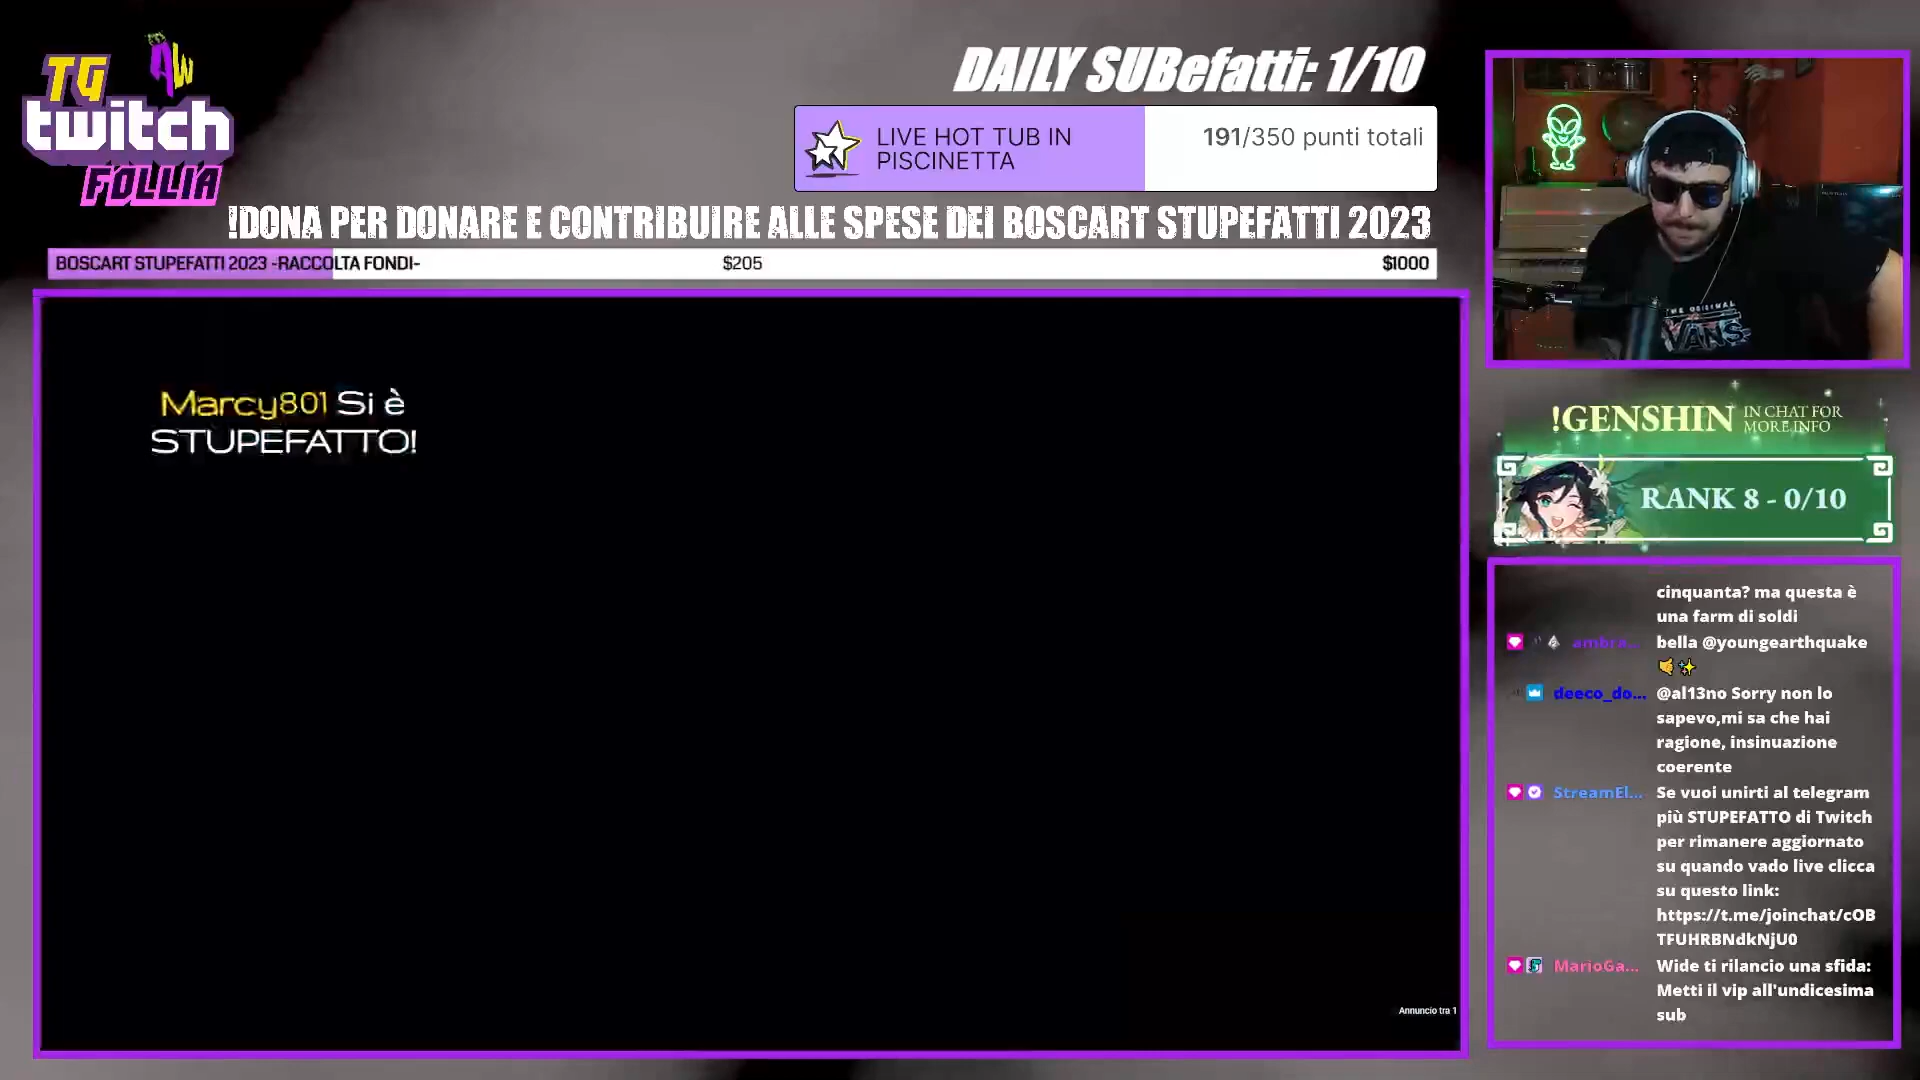 TG
AW
twitch
FOLLIA
DAILY SUBefatti: 1/10
LIVE HOT TUB IN
PISCINETTA
191/350 punti totali
!DONA PER DONARE E CONTRIBUIRE ALLE SPESE DEI BOSCART STUPEFATTI 2023
BOSCART STUPEFATTI 2023 -RACCOLTA FONDI-
$205
$1000
Marcy801 Si è
STUPEFATTO!
Annuncio tra 1
THE ORIGINAL
VANS
!GENSHIN IN CHAT FOR
MORE INFO
RANK 8 - 0/10
cinquanta? ma questa è
una farm di soldi
ambra... bella @youngearthquake
🤙✨
deeco_do... @al13no Sorry non lo
sapevo,mi sa che hai
ragione, insinuazione
coerente
StreamEl... Se vuoi unirti al telegram
più STUPEFATTO di Twitch
per rimanere aggiornato
su quando vado live clicca
su questo link:
https://t.me/joinchat/cOB
TFUHRBNdkNjU0
MarioGa... Wide ti rilancio una sfida:
Metti il vip all'undicesima
sub